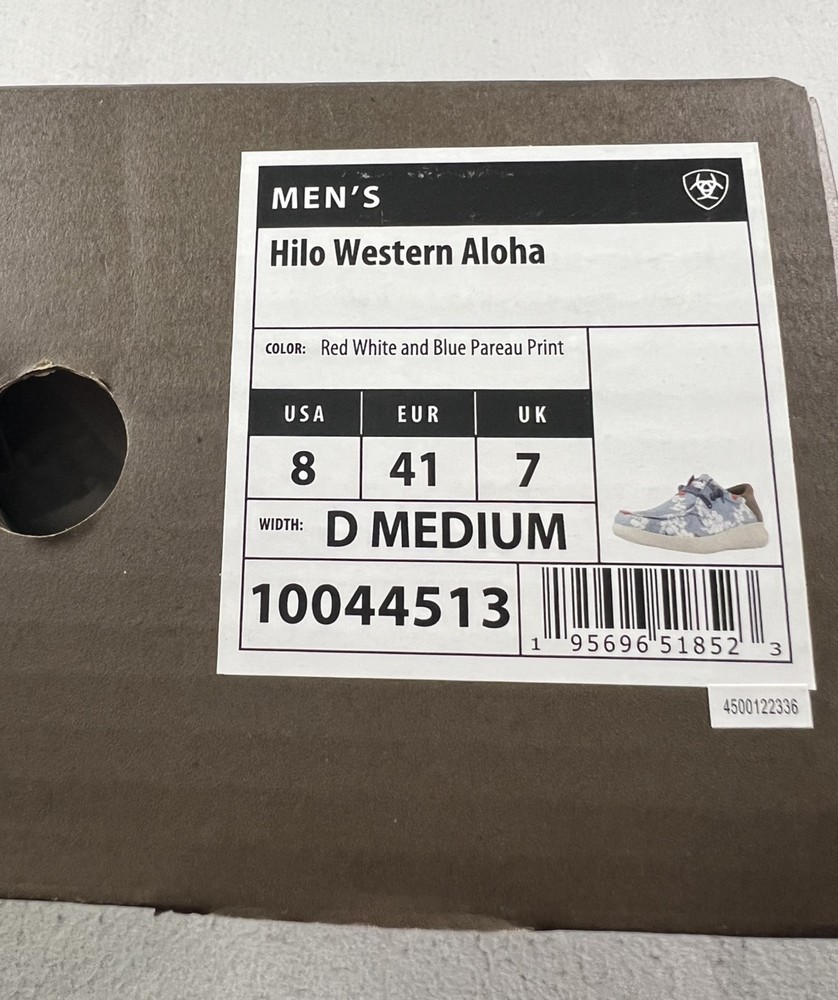 MEN'S
Hilo Western Aloha
COLOR: Red White and Blue Pareau Print
USA EUR UK
8 41 7
WIDTH: D MEDIUM
10044513
1 95696 51852 3
4500122336